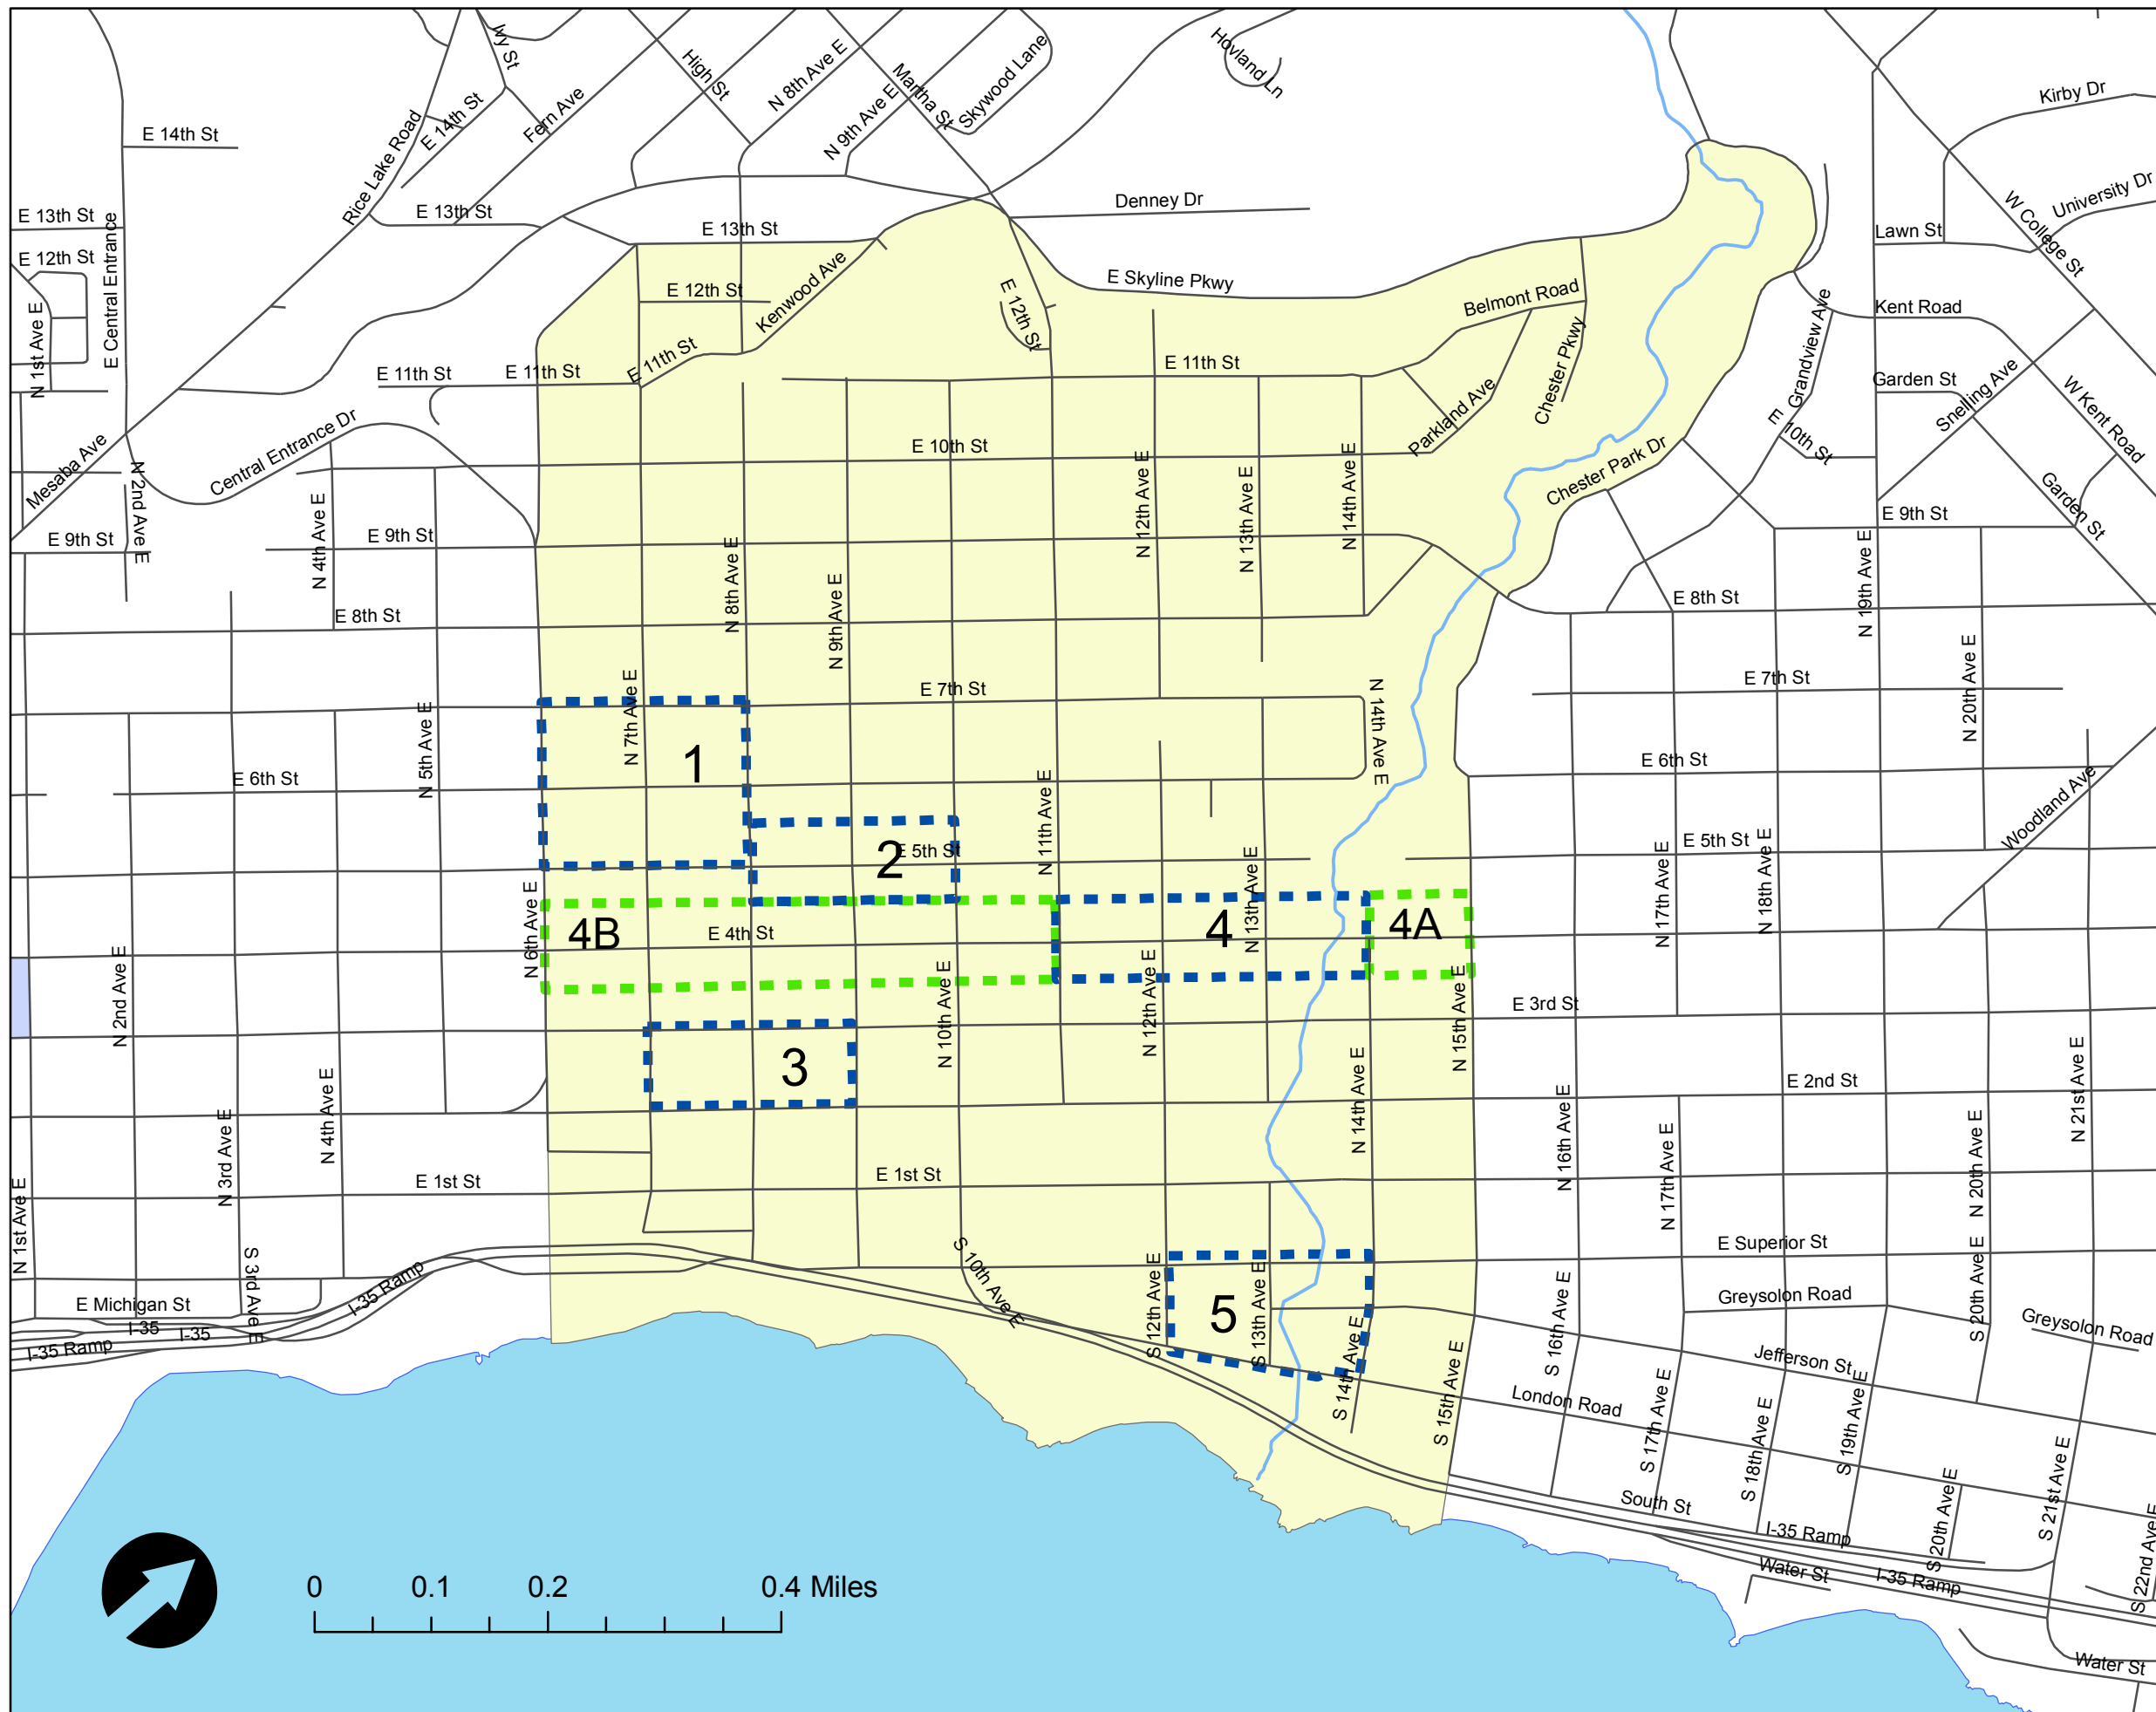 Ivy St
High St
N 8th Ave E
Martha St
Skywood Lane
Hovland Ln
Kirby Dr
E 14th St
Rice Lake Road
E 14th St
Fern Ave
N 9th Ave E
W College St
University Dr
E 13th St
E Central Entrance
E 13th St
E 13th St
Denney Dr
Lawn St
E 12th St
E 12th St
Kenwood Ave
E 12th St
E Skyline Pkwy
Belmont Road
Kent Road
N 1st Ave E
E 11th St
E 11th St
E 11th St
E 11th St
Chester Pkwy
Grandview Ave
Garden St
Snelling Ave
W Kent Road
Mesaba Ave
N 2nd Ave E
Central Entrance Dr
E 10th St
Parkland Ave
Chester Park Dr
E 10th St
Garden St
E 9th St
N 4th Ave E
E 9th St
N 12th Ave E
N 13th Ave E
N 14th Ave E
E 9th St
N 8th Ave E
N 9th Ave E
N 19th Ave E
E 8th St
E 8th St
N 20th Ave E
N 5th Ave E
N 7th Ave E
E 7th St
N 14th Ave E
E 7th St
E 6th St
1
E 6th St
Woodland Ave
N 11th Ave E
2
E 5th St
E 5th St
N 13th Ave E
N 17th Ave E
N 18th Ave E
N 6th Ave E
4B
E 4th St
4
4A
N 2nd Ave E
N 10th Ave E
N 12th Ave E
N 15th Ave E
E 3rd St
3
N 14th Ave E
E 2nd St
N 21st Ave E
N 3rd Ave E
N 4th Ave E
N 16th Ave E
N 17th Ave E
N 20th Ave E
N 1st Ave E
E 1st St
E 1st St
S 3rd Ave E
S 10th Ave E
S 12th Ave E
S 13th Ave E
5
E Superior St
S 20th Ave E
E Michigan St
I-35 Ramp
Greysolon Road
Greysolon Road
I-35
I-35
I-35 Ramp
S 14th Ave E
S 15th Ave E
S 16th Ave E
Jefferson St
London Road
S 17th Ave E
S 18th Ave E
S 19th Ave E
S 20th Ave E
S 21st Ave E
S 22nd Ave E
South St
I-35 Ramp
Water St
I-35 Ramp
Water St
0 0.1 0.2 0.4 Miles